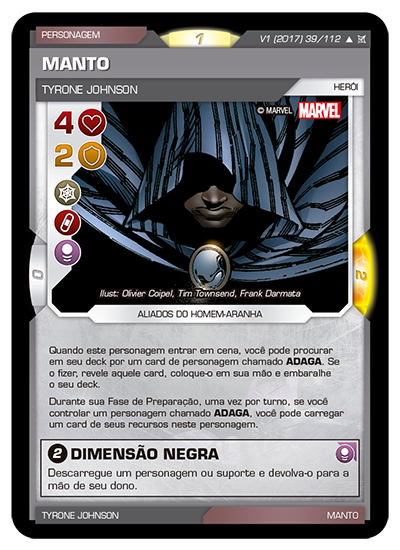 PERSONAGEM
1
V1 (2017) 39/112
MANTO
TYRONE JOHNSON
HERÓI
4
© MARVEL MARVEL
2
0
2
Ilust: Olivier Coipel, Tim Townsend, Frank Darmata
ALIADOS DO HOMEM-ARANHA
Quando este personagem entrar em cena, você pode procurar
em seu deck por um card de personagem chamado ADAGA. Se
o fizer, revele aquele card, coloque-o em sua mão e embaralhe
o seu deck.
Durante sua Fase de Preparação, uma vez por turno, se você
controlar um personagem chamado ADAGA, você pode carregar
um card de seus recursos neste personagem.
2 DIMENSÃO NEGRA
Descarregue um personagem ou suporte e devolva-o para a
mão de seu dono.
TYRONE JOHNSON
MANTO